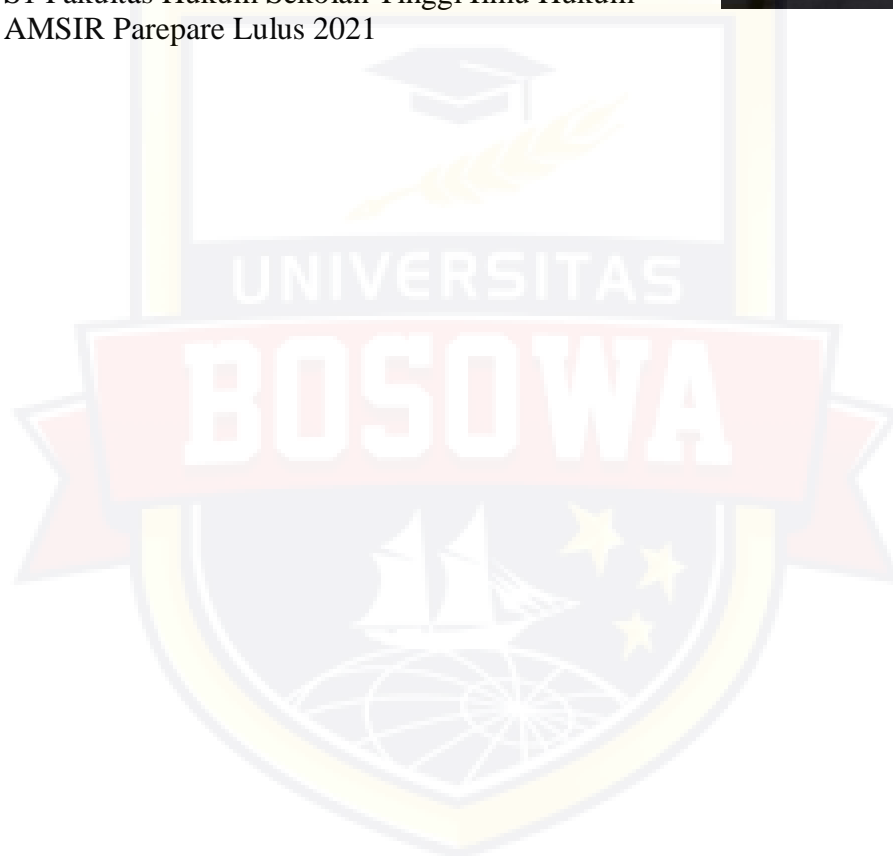 S1 Fakultas Hukum Sekolah Tinggi Ilmu Hukum
AMSIR Parepare Lulus 2021
UNIVERSITAS
BOSOWA